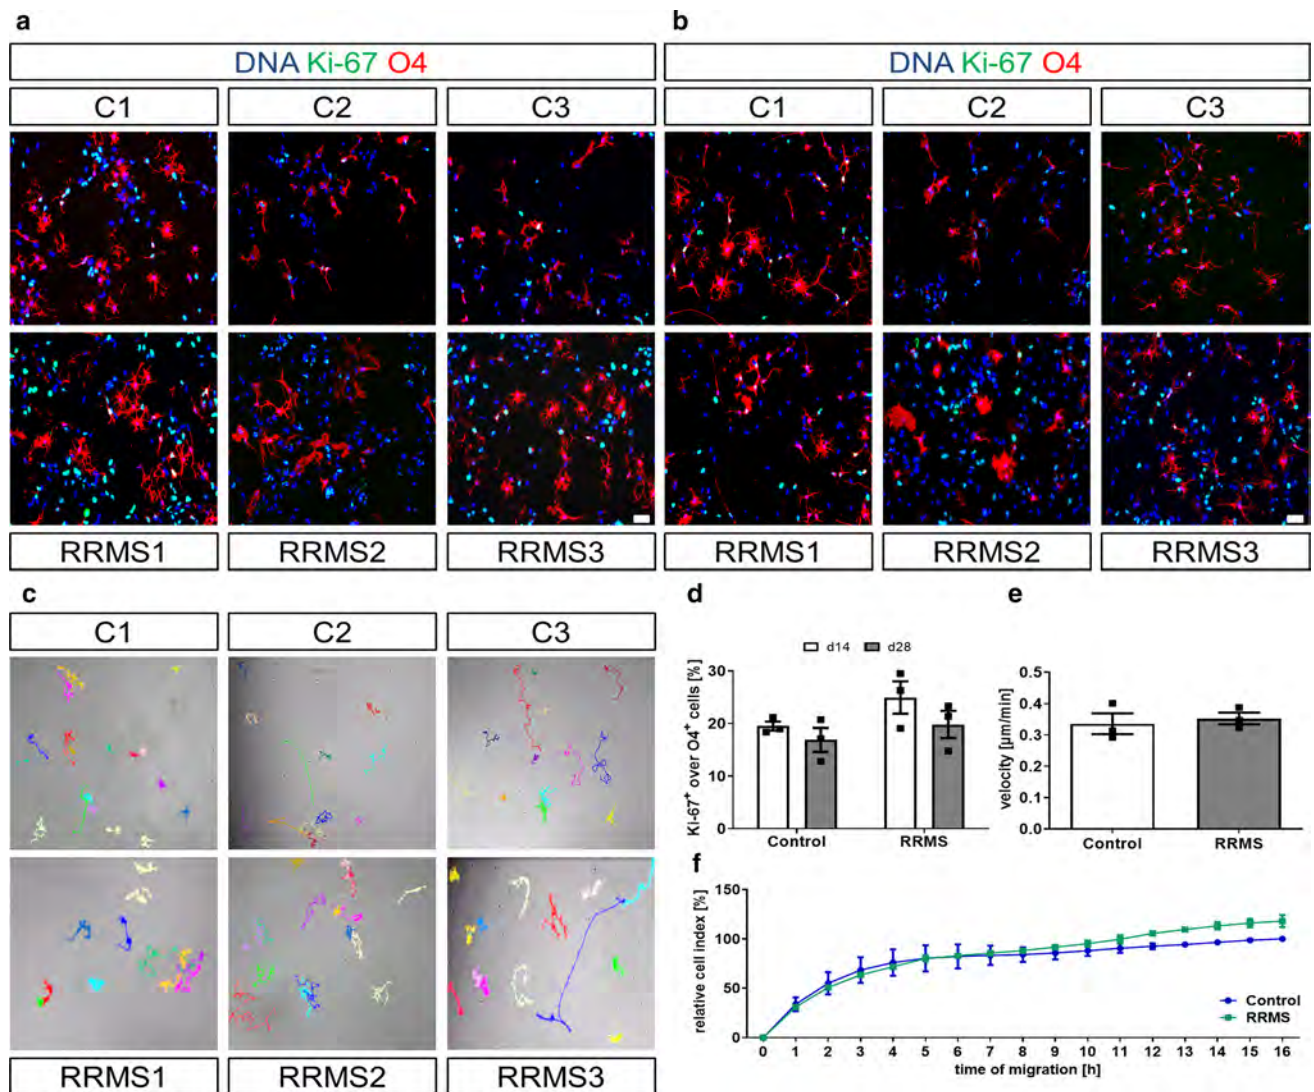 a
b
DNA Ki-67 O4
DNA Ki-67 O4
C1
C2
C3
C1
C2
C3
RRMS1
RRMS2
RRMS3
RRMS1
RRMS2
RRMS3
c
C1
C2
C3
RRMS1
RRMS2
RRMS3
d
d14
d28
Ki-67⁺ over O4⁺ cells [%]
30
20
10
0
Control
RRMS
e
velocity [µm/min]
0.5
0.4
0.3
0.2
0.1
0.0
Control
RRMS
f
relative cell index [%]
150
100
50
0
Control
RRMS
0 1 2 3 4 5 6 7 8 9 10 11 12 13 14 15 16
time of migration [h]